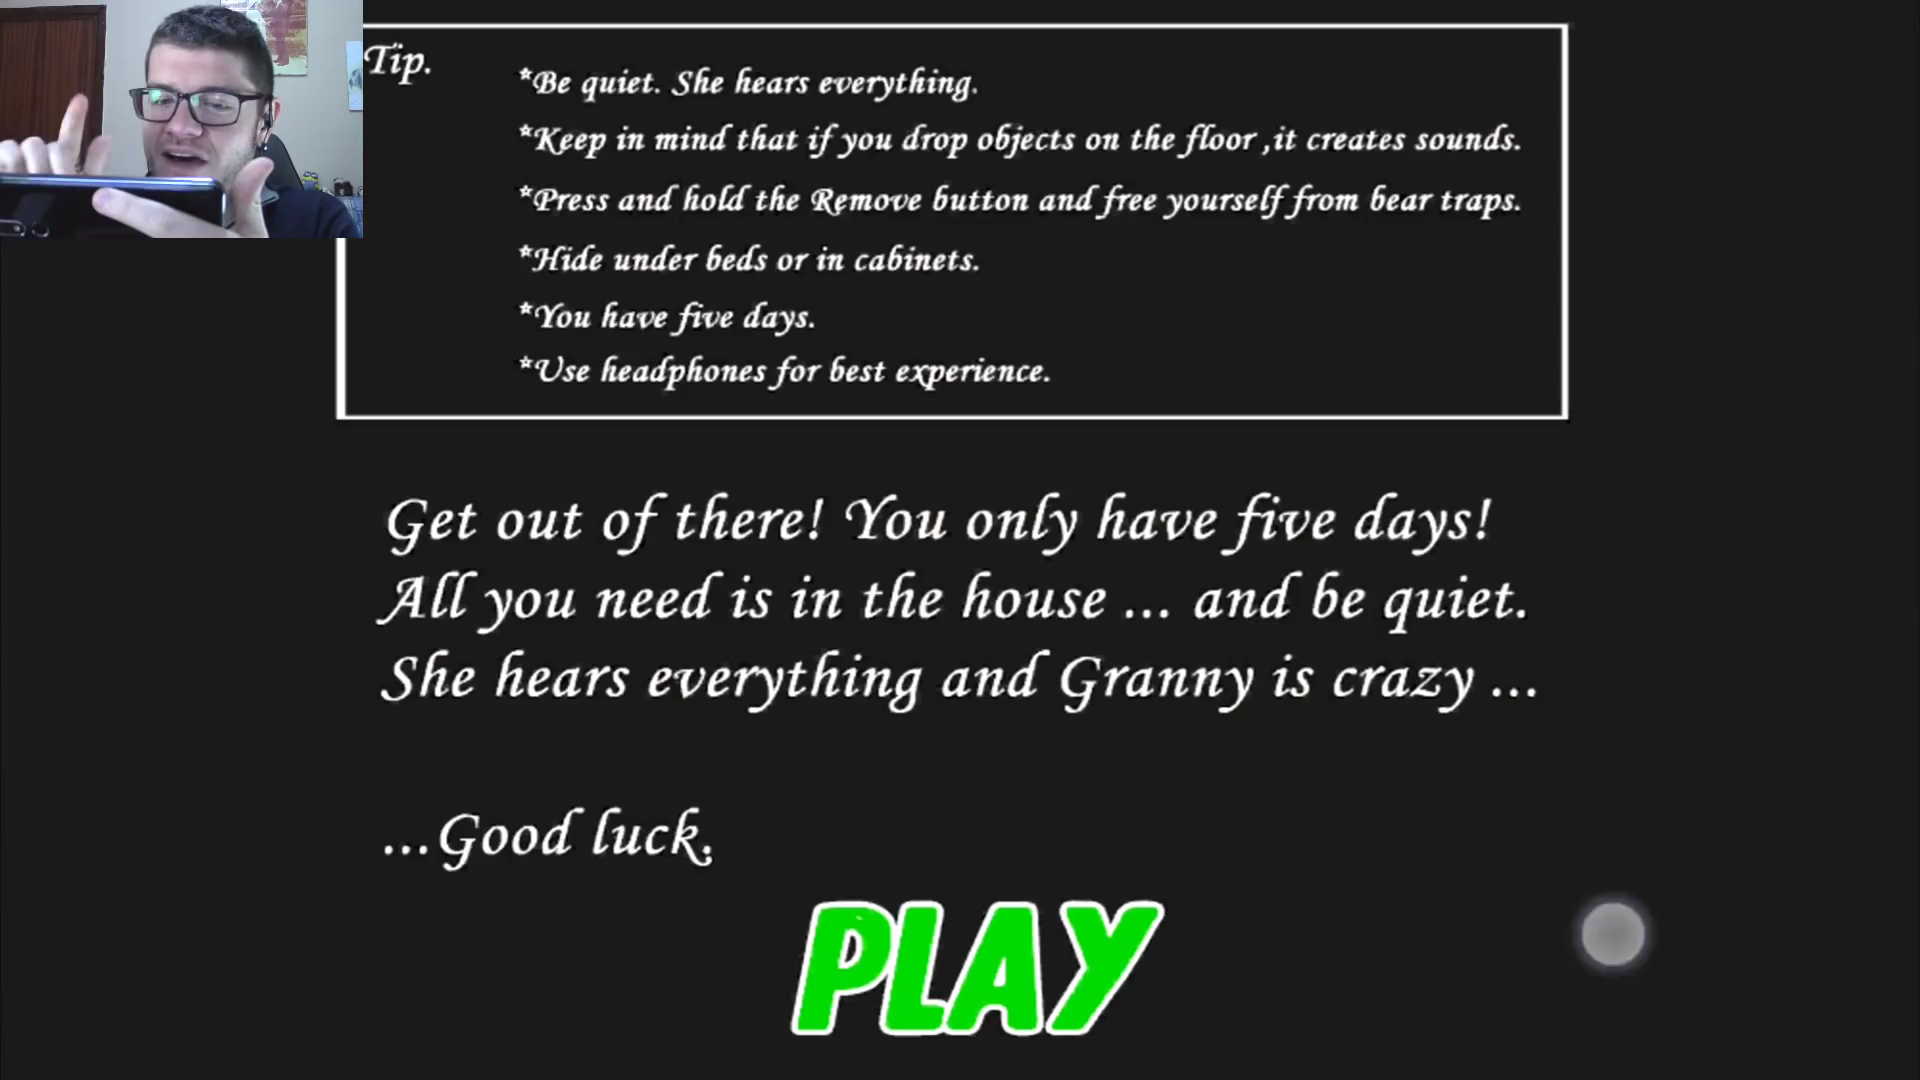 Tip.
*Be quiet. She hears everything.
*Keep in mind that if you drop objects on the floor ,it creates sounds.
*Press and hold the Remove button and free yourself from bear traps.
*Hide under beds or in cabinets.
*You have five days.
*Use headphones for best experience.
Get out of there! You only have five days!
All you need is in the house ... and be quiet.
She hears everything and Granny is crazy ...
...Good luck.
PLAY